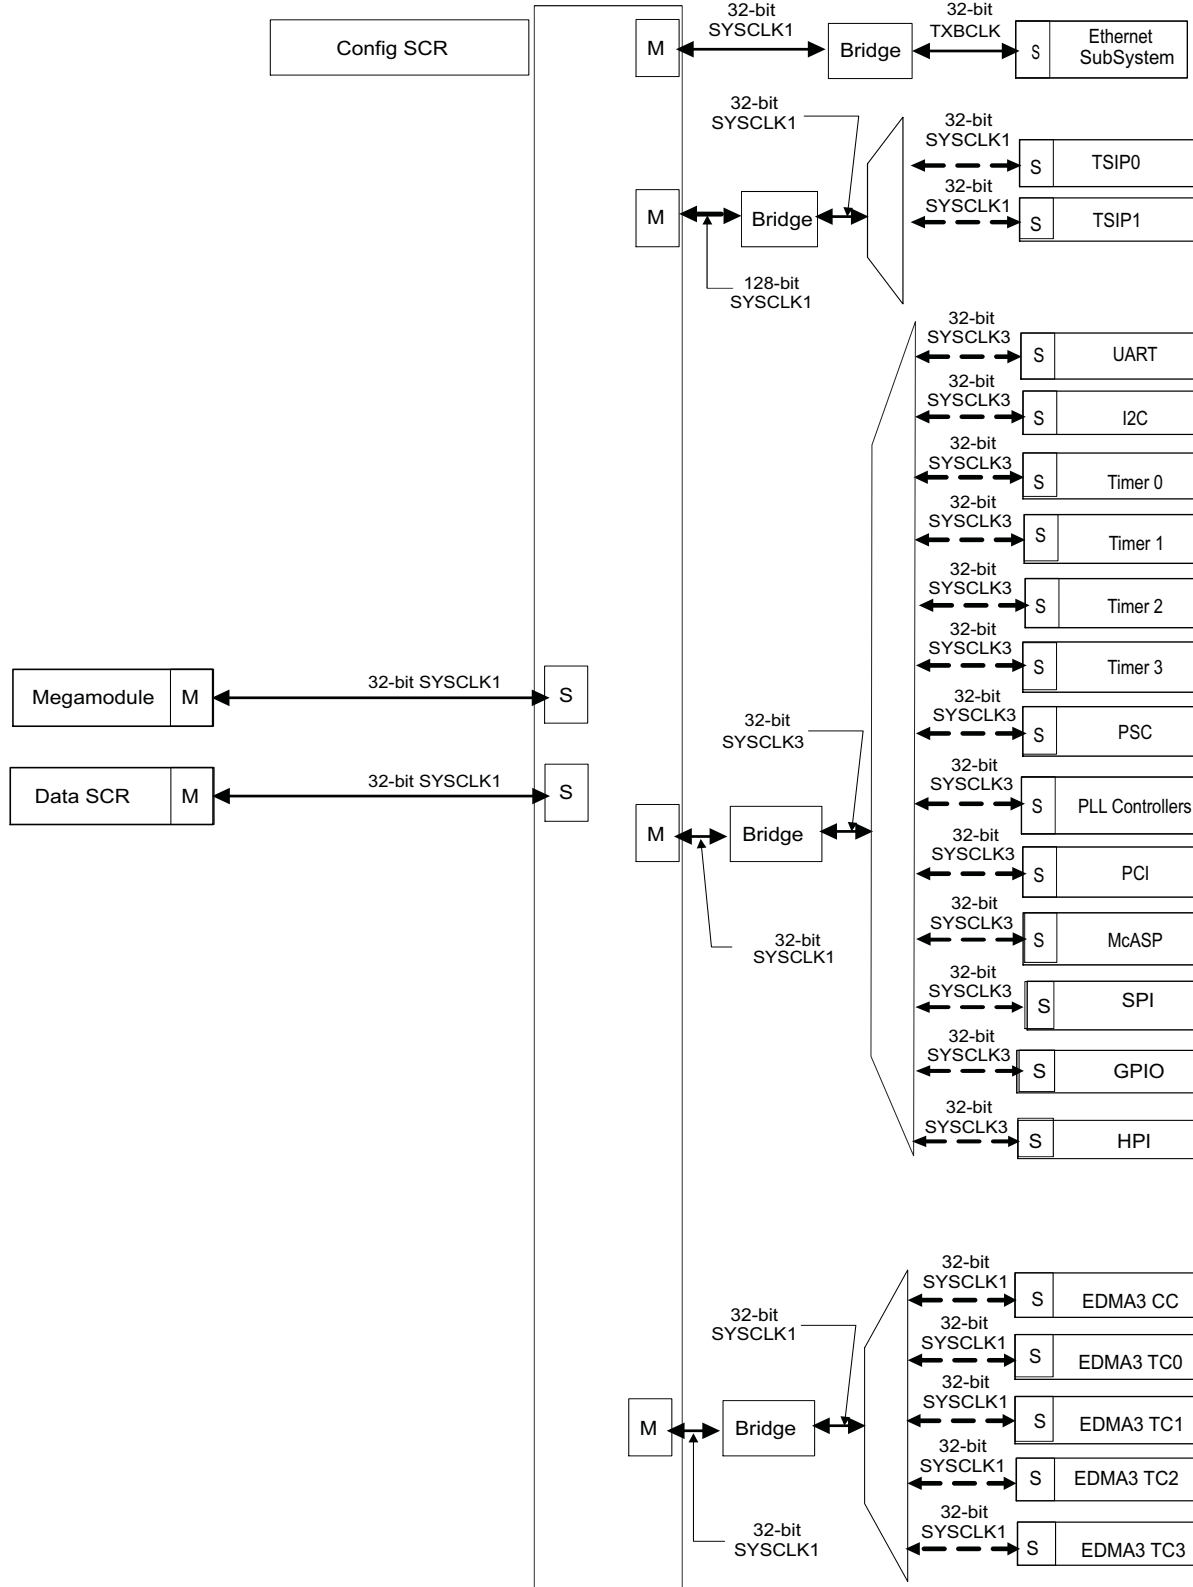 Config SCR
M
32-bit
SYSCLK1
Bridge
32-bit
TXBCLK
S
Ethernet
SubSystem
32-bit
SYSCLK1
M
Bridge
128-bit
SYSCLK1
32-bit
SYSCLK1
S
TSIP0
32-bit
SYSCLK1
S
TSIP1
32-bit
SYSCLK3
S
UART
32-bit
SYSCLK3
S
I2C
32-bit
SYSCLK3
S
Timer 0
32-bit
SYSCLK3
S
Timer 1
32-bit
SYSCLK3
S
Timer 2
32-bit
SYSCLK3
S
Timer 3
Megamodule
M
32-bit SYSCLK1
S
Data SCR
M
32-bit SYSCLK1
S
32-bit
SYSCLK3
M
Bridge
32-bit
SYSCLK1
32-bit
SYSCLK3
S
PSC
32-bit
SYSCLK3
S
PLL Controllers
32-bit
SYSCLK3
S
PCI
32-bit
SYSCLK3
S
McASP
32-bit
SYSCLK3
S
SPI
32-bit
SYSCLK3
S
GPIO
32-bit
SYSCLK3
S
HPI
32-bit
SYSCLK1
M
Bridge
32-bit
SYSCLK1
32-bit
SYSCLK1
S
EDMA3 CC
32-bit
SYSCLK1
S
EDMA3 TC0
32-bit
SYSCLK1
S
EDMA3 TC1
32-bit
SYSCLK1
S
EDMA3 TC2
32-bit
SYSCLK1
S
EDMA3 TC3